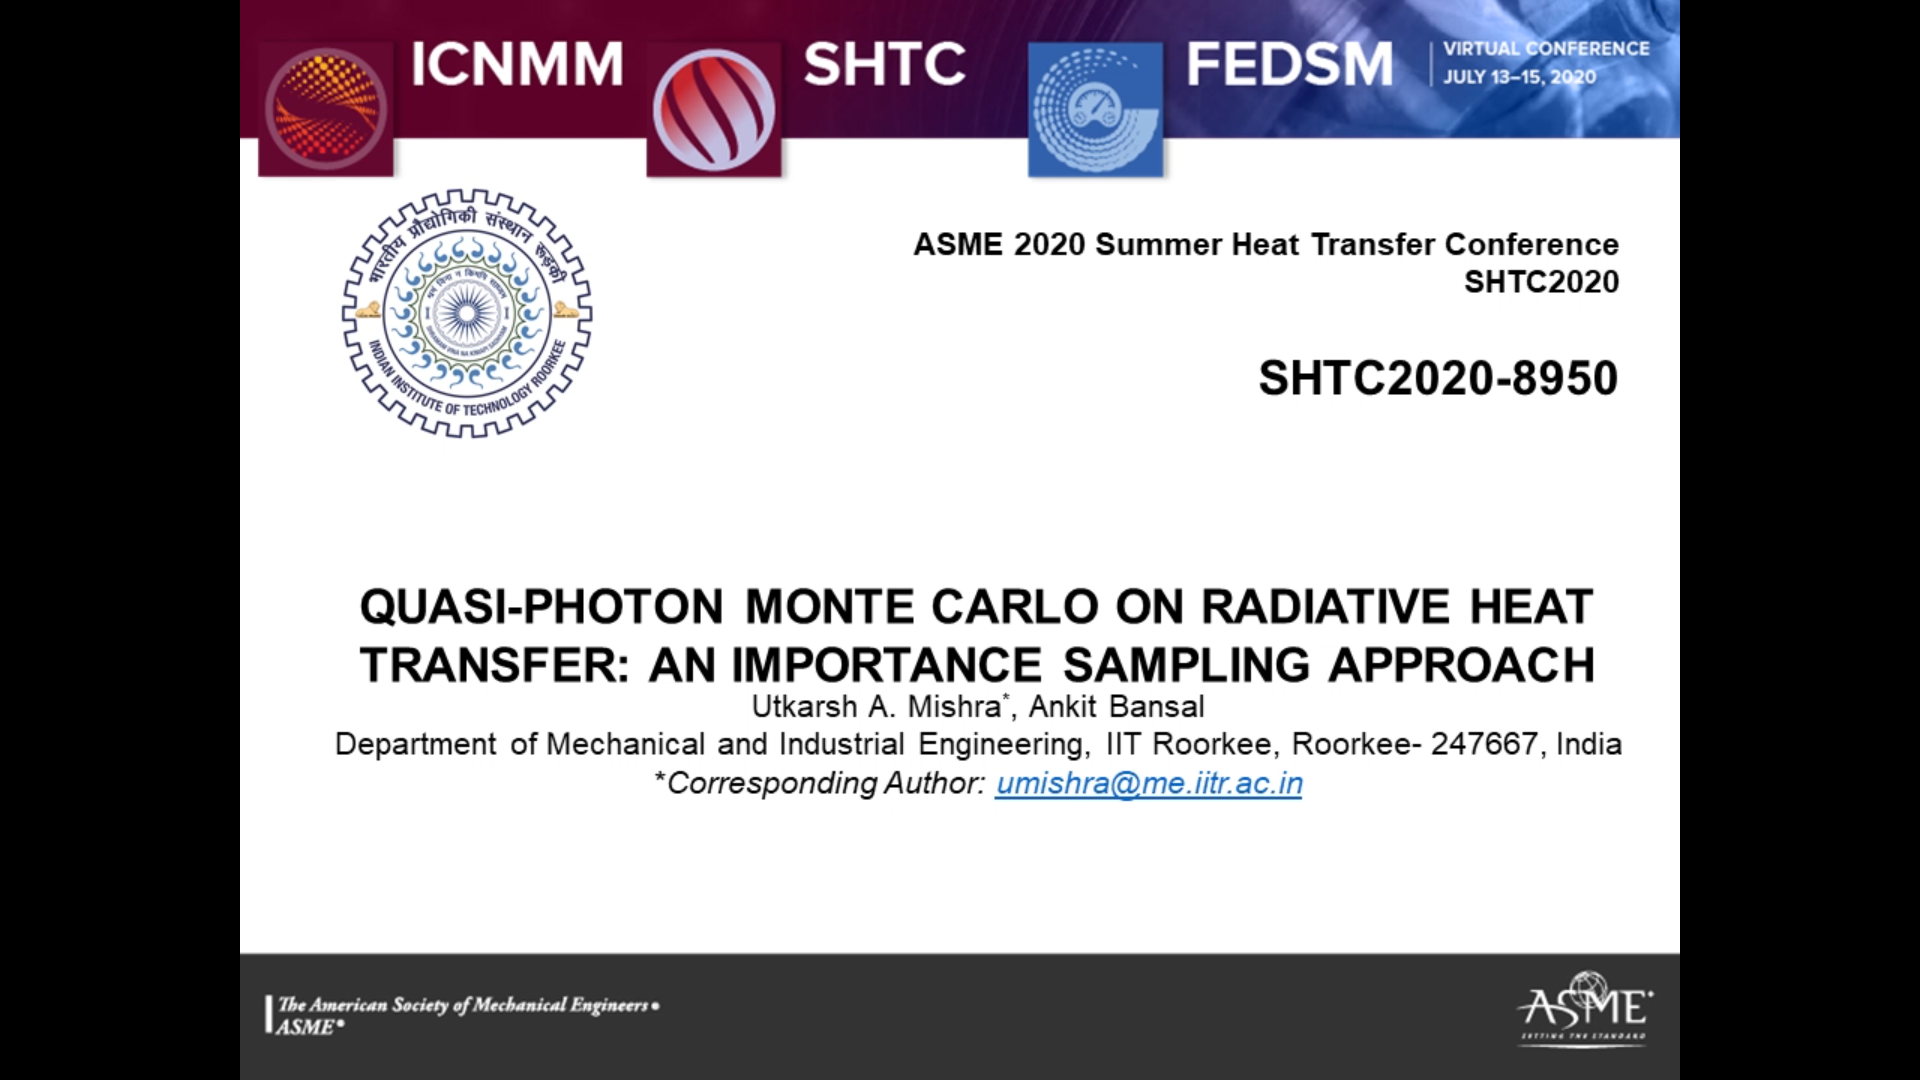 ICNMM
SHTC
FEDSM
VIRTUAL CONFERENCE
JULY 13–15, 2020
भारतीय प्रौद्योगिकी संस्थान रूड़की
श्रमं विना न किमपि साध्यम्
INDIAN INSTITUTE OF TECHNOLOGY ROORKEE
ASME 2020 Summer Heat Transfer Conference
SHTC2020
SHTC2020-8950
QUASI-PHOTON MONTE CARLO ON RADIATIVE HEAT
TRANSFER: AN IMPORTANCE SAMPLING APPROACH
Utkarsh A. Mishra*, Ankit Bansal
Department of Mechanical and Industrial Engineering, IIT Roorkee, Roorkee- 247667, India
*Corresponding Author: umishra@me.iitr.ac.in
The American Society of Mechanical Engineers •
ASME®
ASME
SETTING THE STANDARD